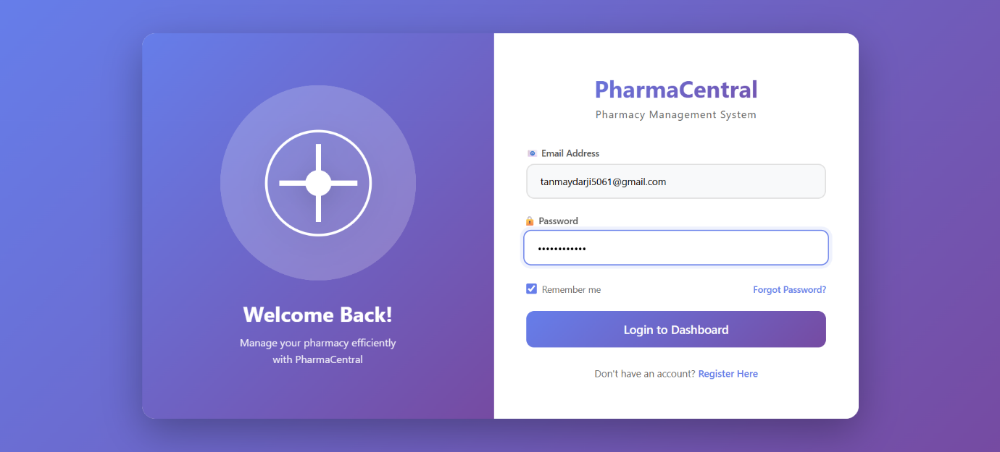 Welcome Back!
Manage your pharmacy efficiently
with PharmaCentral
PharmaCentral
Pharmacy Management System
Email Address
tanmaydarji5061@gmail.com
Password
••••••••••••
Remember me
Forgot Password?
Login to Dashboard
Don't have an account? Register Here